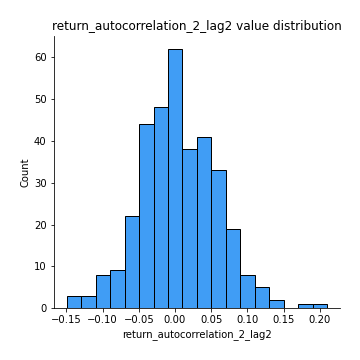 return_autocorrelation_2_lag2 value distribution
60
50
40
30
20
10
0
Count
−0.15 −0.10 −0.05 0.00 0.05 0.10 0.15 0.20
return_autocorrelation_2_lag2